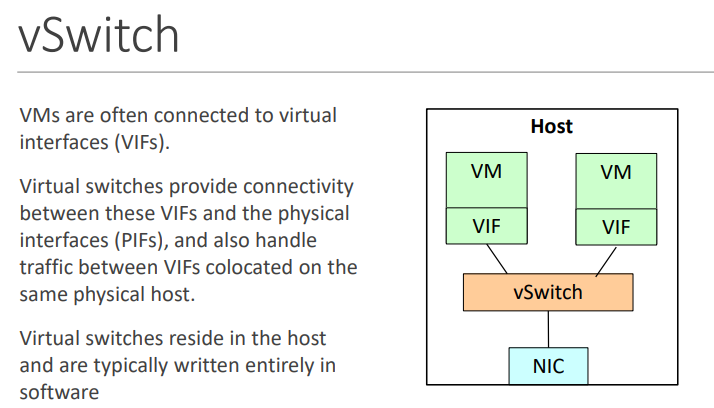 vSwitch
VMs are often connected to virtual
interfaces (VIFs).
Virtual switches provide connectivity
between these VIFs and the physical
interfaces (PIFs), and also handle
traffic between VIFs colocated on the
same physical host.
Virtual switches reside in the host
and are typically written entirely in
software
Host
VM
VM
VIF
VIF
vSwitch
NIC